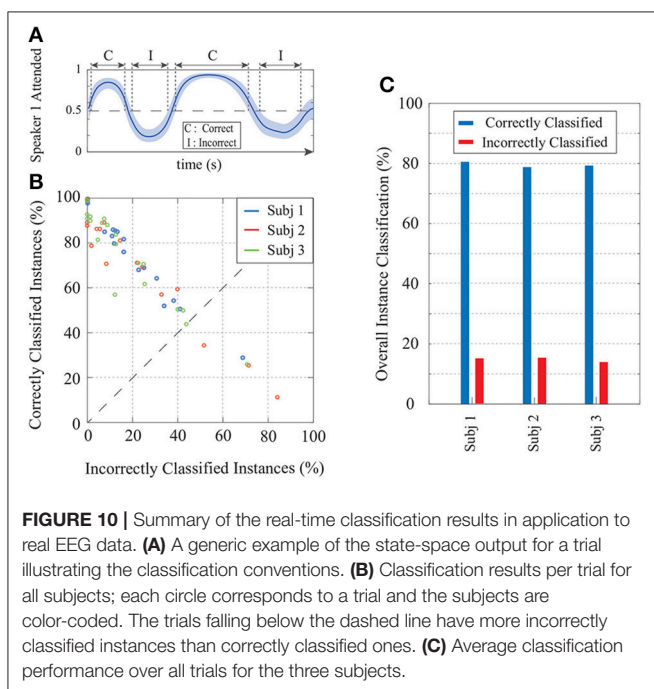 A
C I C I
Speaker 1 Attended
1
0.5
0
C : Correct
I : Incorrect
time (s)
B
Correctly Classified Instances (%)
100
80
60
40
20
0
Subj 1
Subj 2
Subj 3
0 20 40 60 80 100
Incorrectly Classified Instances (%)
C
Overall Instance Classification (%)
100
80
60
40
20
0
Correctly Classified
Incorrectly Classified
Subj 1
Subj 2
Subj 3
FIGURE 10 | Summary of the real-time classification results in application to
real EEG data. (A) A generic example of the state-space output for a trial
illustrating the classification conventions. (B) Classification results per trial for
all subjects; each circle corresponds to a trial and the subjects are
color-coded. The trials falling below the dashed line have more incorrectly
classified instances than correctly classified ones. (C) Average classification
performance over all trials for the three subjects.